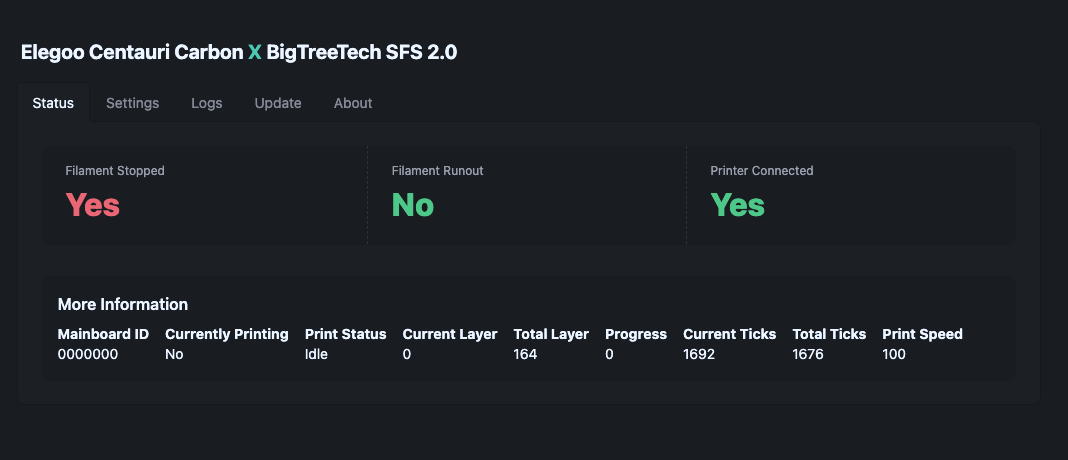 Elegoo Centauri Carbon X BigTreeTech SFS 2.0
Status Settings Logs Update About
Filament Stopped Filament Runout Printer Connected
Yes No Yes
More Information
Mainboard ID Currently Printing Print Status Current Layer Total Layer Progress Current Ticks Total Ticks Print Speed
0000000 No Idle 0 164 0 1692 1676 100